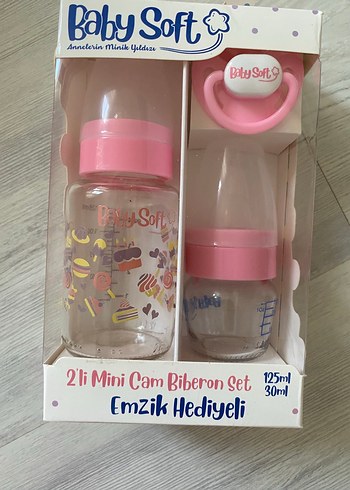 Baby Soft
Annelerin Minik Yıldızı
Baby Soft
Baby Soft
2'li Mini Cam Biberon Set
125ml
30ml
Emzik Hediyeli